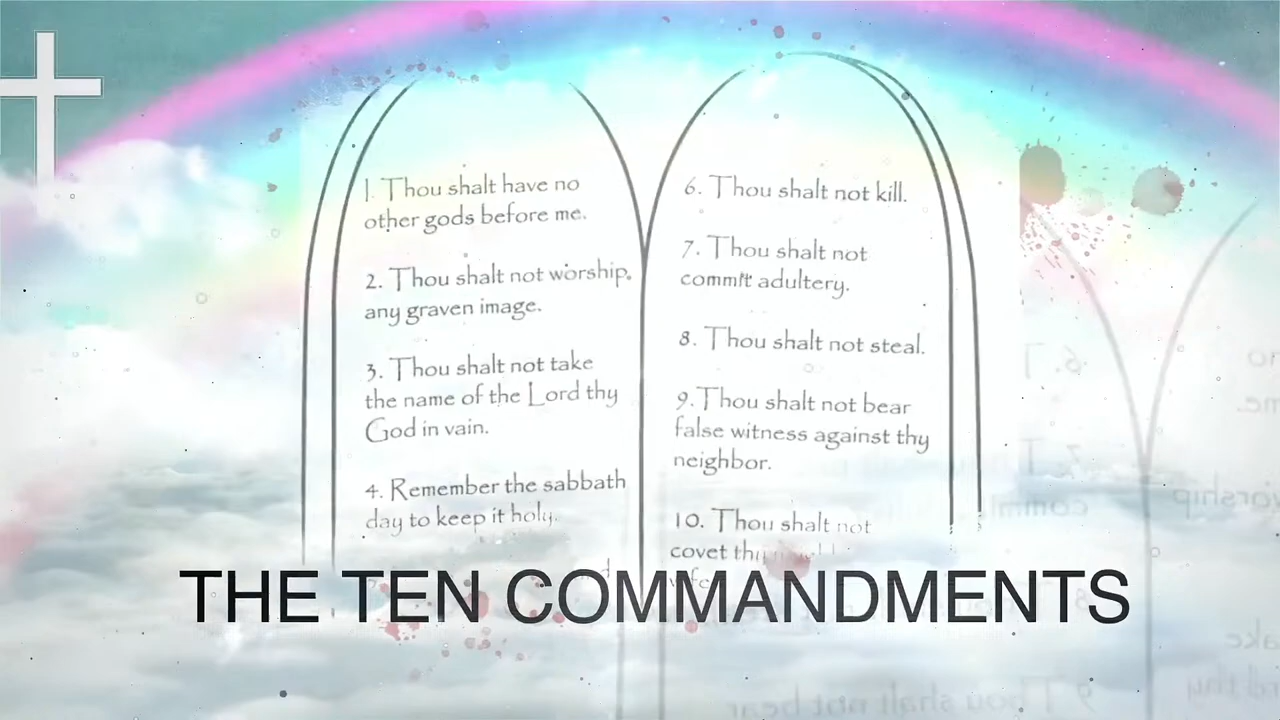 1. Thou shalt have no
other gods before me.
2. Thou shalt not worship
any graven image.
3. Thou shalt not take
the name of the Lord thy
God in vain.
4. Remember the sabbath
day to keep it holy.
6. Thou shalt not kill.
7. Thou shalt not
commit adultery.
8. Thou shalt not steal.
9. Thou shalt not bear
false witness against thy
neighbor.
10. Thou shalt not
covet
THE TEN COMMANDMENTS